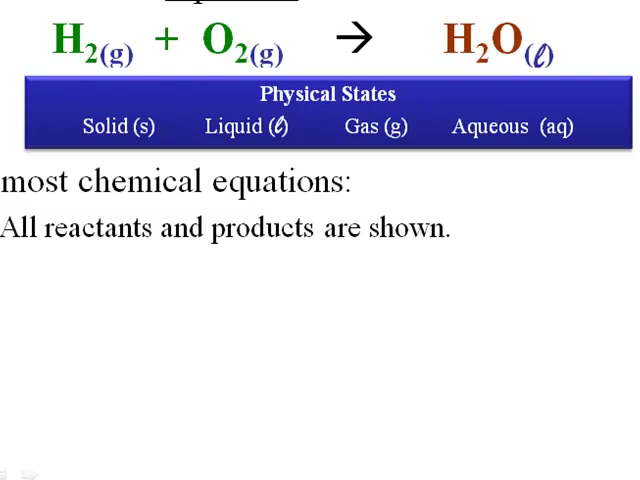 H₂(g) + O₂(g) → H₂O(ℓ)
Physical States
Solid (s) Liquid (ℓ) Gas (g) Aqueous (aq)
most chemical equations:
All reactants and products are shown.